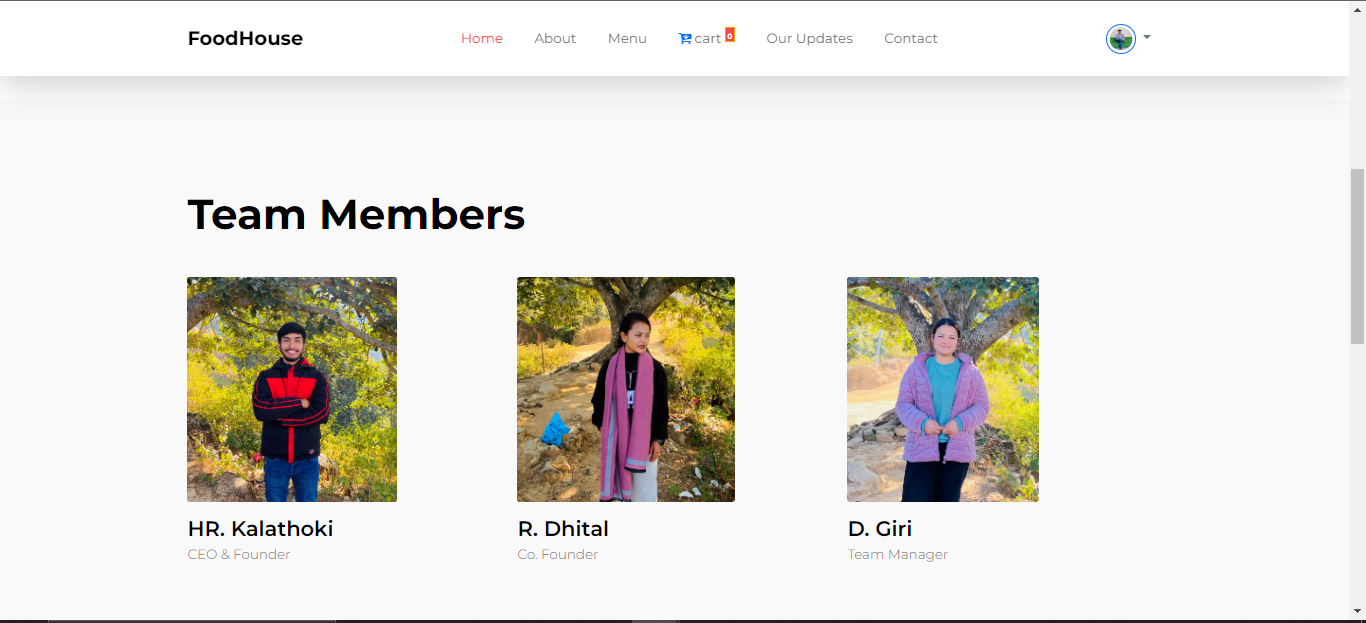 FoodHouse
Home About Menu cart 0 Our Updates Contact
Team Members
HR. Kalathoki R. Dhital D. Giri
CEO & Founder Co. Founder Team Manager